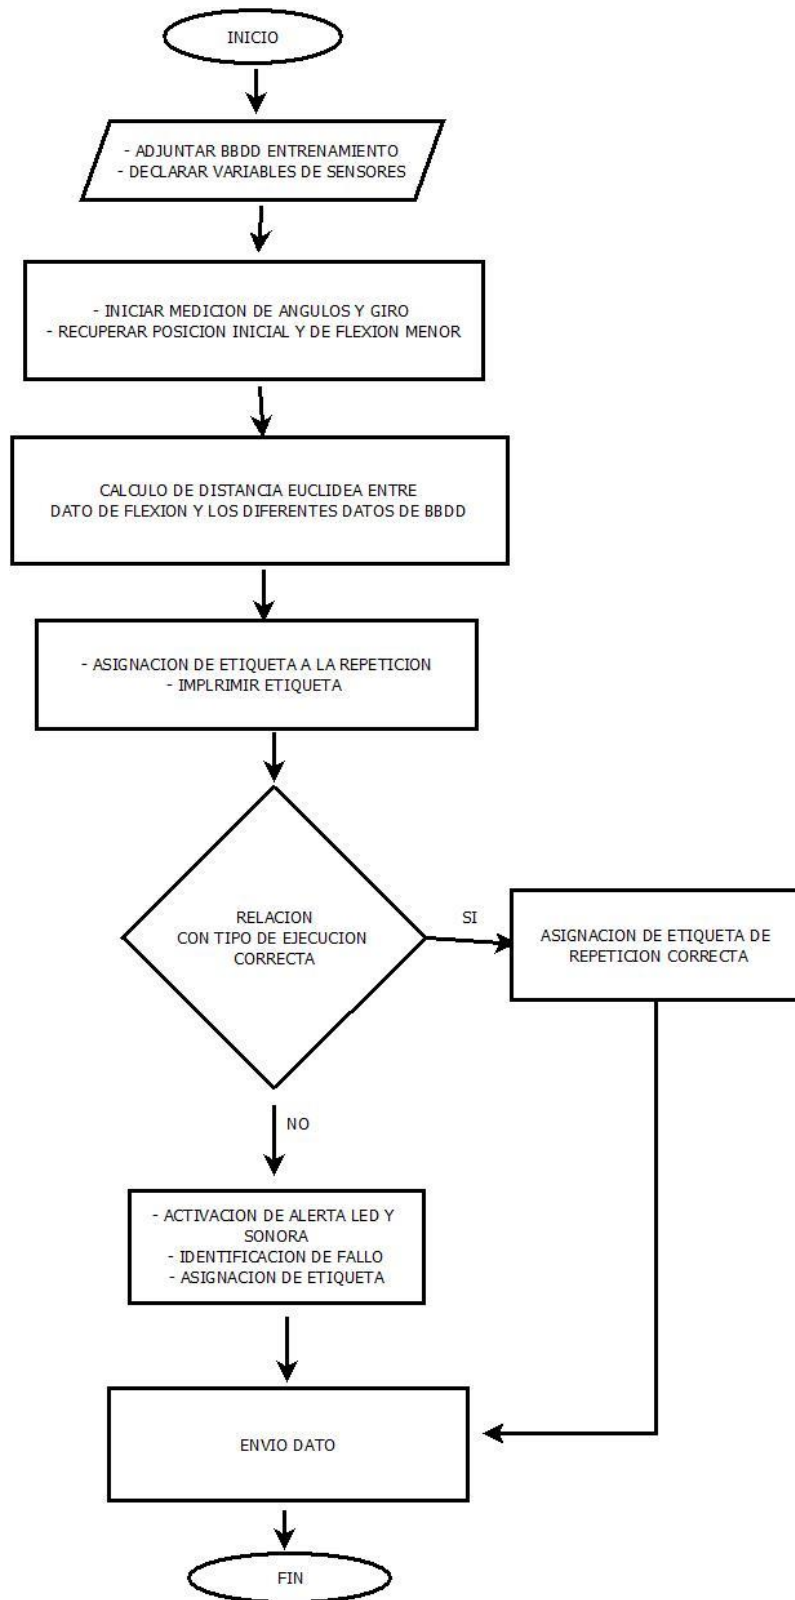 INICIO
- ADJUNTAR BBDD ENTRENAMIENTO
- DECLARAR VARIABLES DE SENSORES
- INICIAR MEDICION DE ANGULOS Y GIRO
- RECUPERAR POSICION INICIAL Y DE FLEXION MENOR
CALCULO DE DISTANCIA EUCLIDEA ENTRE
DATO DE FLEXION Y LOS DIFERENTES DATOS DE BBDD
- ASIGNACION DE ETIQUETA A LA REPETICION
- IMPLRIMIR ETIQUETA
RELACION
CON TIPO DE EJECUCION
CORRECTA
SI
ASIGNACION DE ETIQUETA DE
REPETICION CORRECTA
NO
- ACTIVACION DE ALERTA LED Y
SONORA
- IDENTIFICACION DE FALLO
- ASIGNACION DE ETIQUETA
ENVIO DATO
FIN